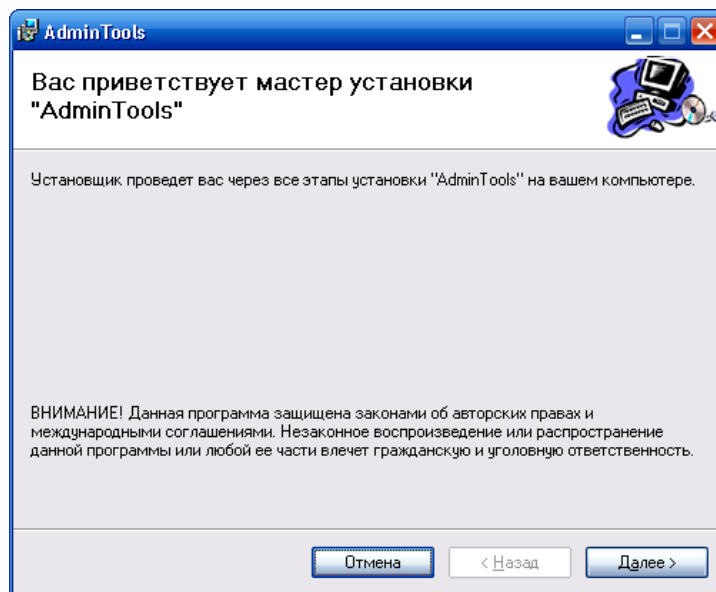 AdminTools
Вас приветствует мастер установки
"AdminTools"
Установщик проведет вас через все этапы установки "AdminTools" на вашем компьютере.
ВНИМАНИЕ! Данная программа защищена законами об авторских правах и
международными соглашениями. Незаконное воспроизведение или распространение
данной программы или любой ее части влечет гражданскую и уголовную ответственность.
Отмена
< Назад
Далее >